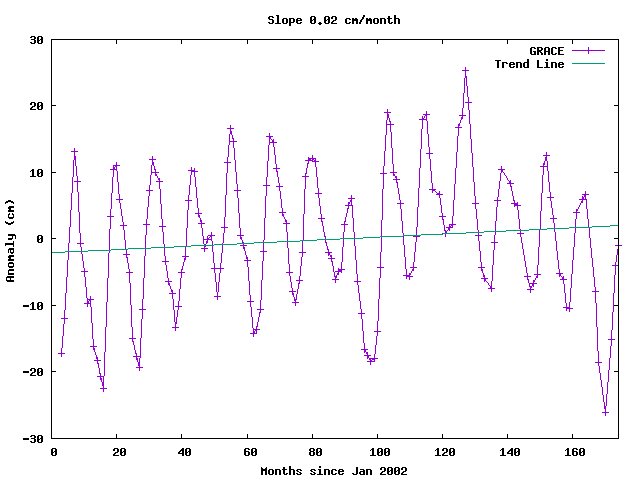 Slope 0.02 cm/month
GRACE
Trend Line
30
20
10
0
-10
-20
-30
Anomaly (cm)
0 20 40 60 80 100 120 140 160
Months since Jan 2002